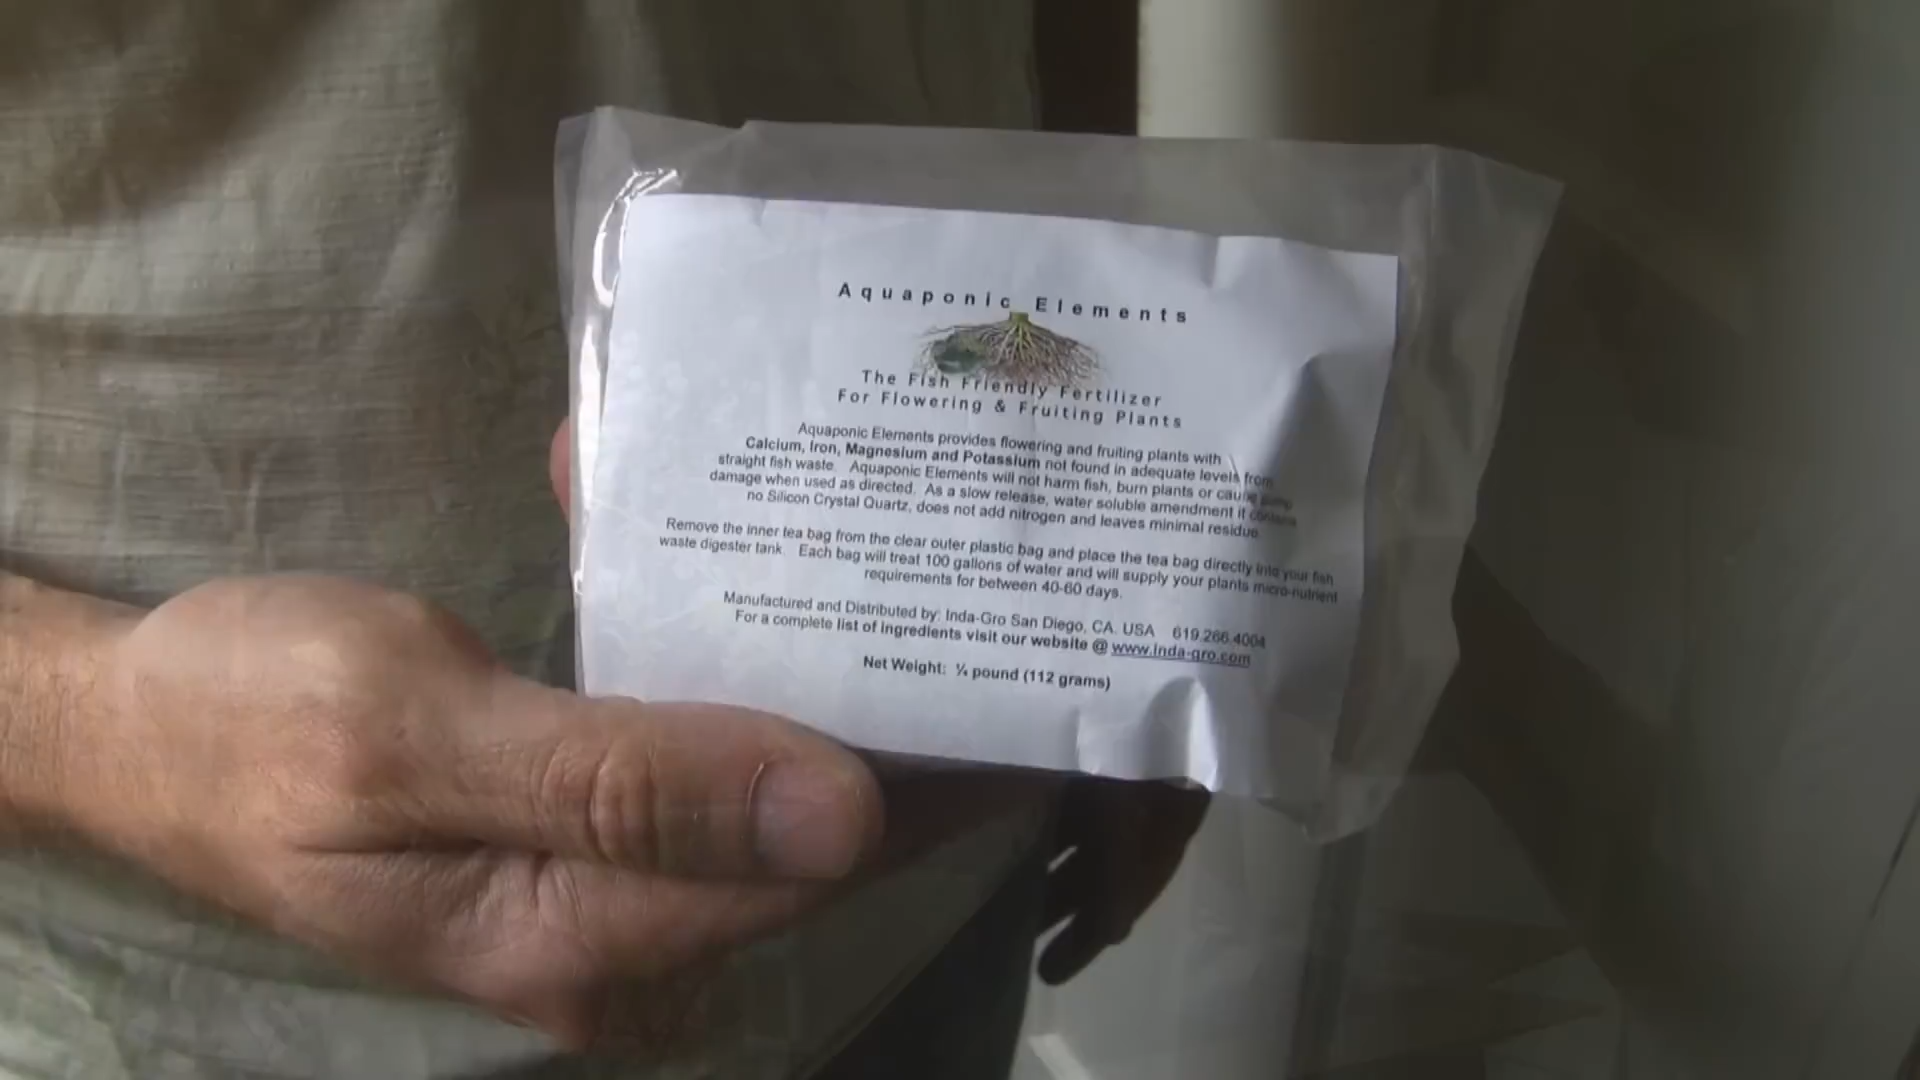 Aquaponic Elements
The Fish Friendly Fertilizer
For Flowering & Fruiting Plants
Aquaponic Elements provides flowering and fruiting plants with
Calcium, Iron, Magnesium and Potassium not found in adequate levels from
straight fish waste. Aquaponic Elements will not harm fish, burn plants or cause pump
damage when used as directed. As a slow release, water soluble amendment it contains
no Silicon Crystal Quartz, does not add nitrogen and leaves minimal residue.
Remove the inner tea bag from the clear outer plastic bag and place the tea bag directly into your fish
waste digester tank. Each bag will treat 100 gallons of water and will supply your plants micro-nutrient
requirements for between 40-60 days.
Manufactured and Distributed by: Inda-Gro San Diego, CA. USA 619.266.4004
For a complete list of ingredients visit our website @ www.inda-gro.com
Net Weight: ¼ pound (112 grams)